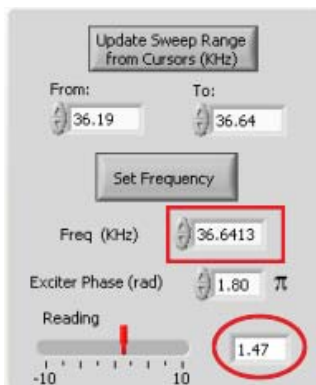 Update Sweep Range
from Cursors (KHz)
From: To:
36.19 36.64
Set Frequency
Freq (KHz) 36.6413
Exciter Phase (rad) 1.80 π
Reading
1.47
-10 10